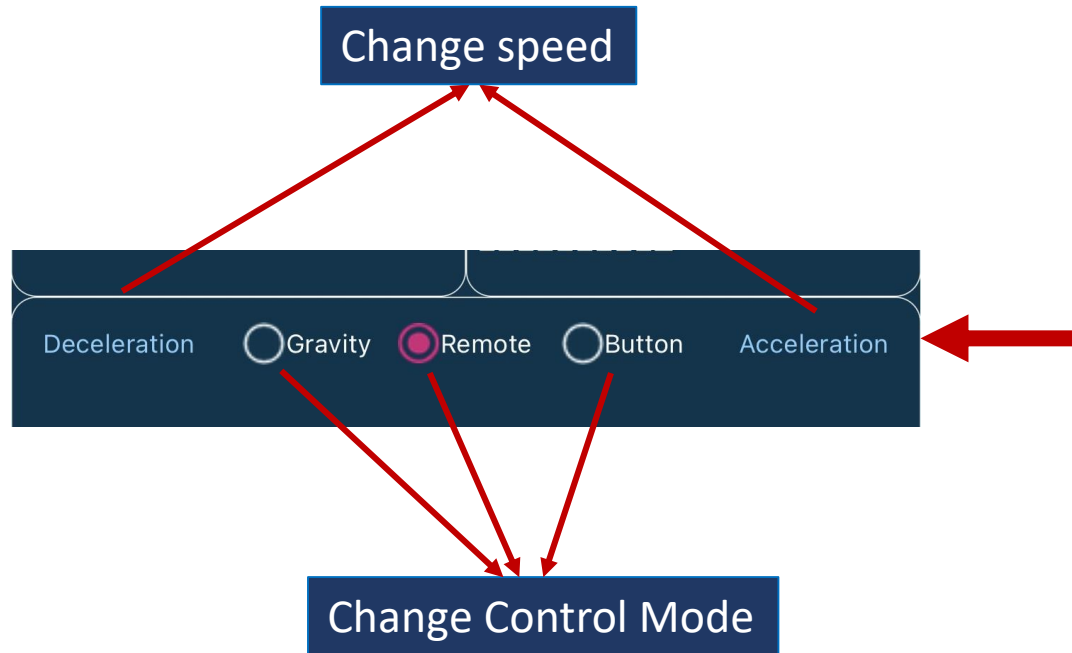 Change speed
Deceleration Gravity Remote Button Acceleration
Change Control Mode